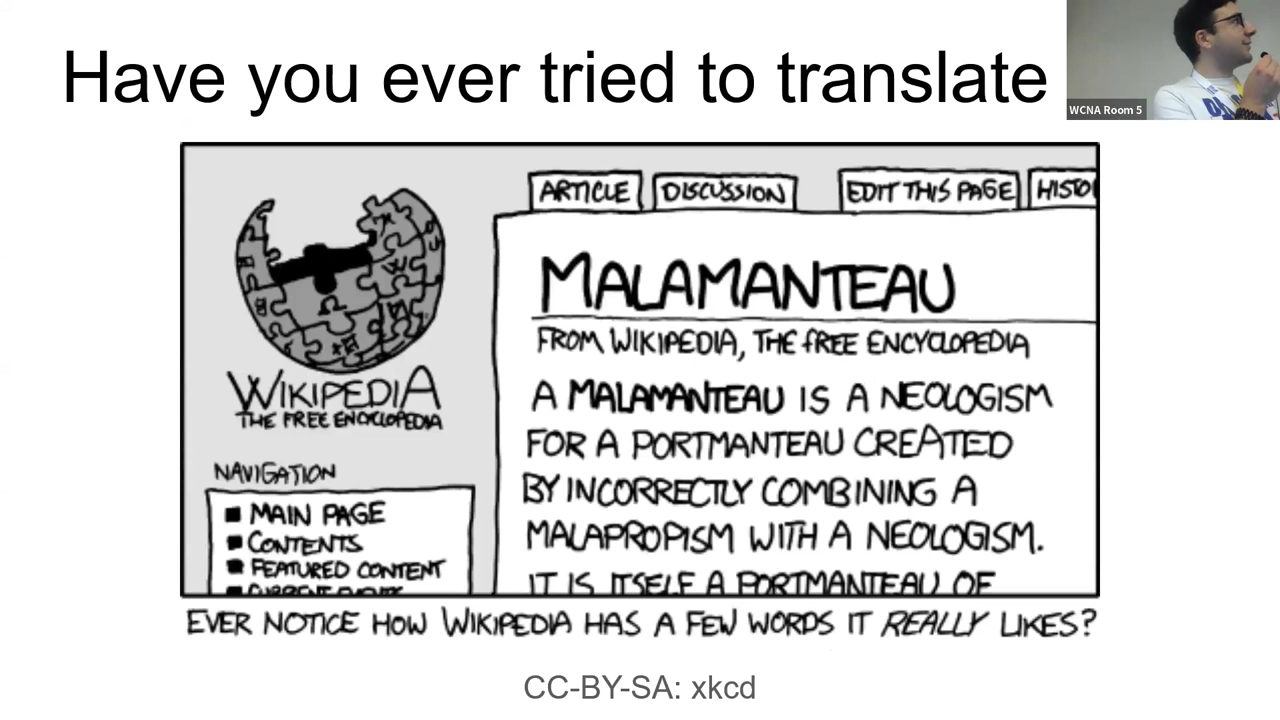 Have you ever tried to translate
WCNA Room 5
ARTICLE
DISCUSSION
EDIT THIS PAGE
HISTO
MALAMANTEAU
FROM WIKIPEDIA, THE FREE ENCYCLOPEDIA
A MALAMANTEAU IS A NEOLOGISM
FOR A PORTMANTEAU CREATED
BY INCORRECTLY COMBINING A
MALAPROPISM WITH A NEOLOGISM.
IT IS ITSELF A PORTMANTEAU OF
WIKIPEDIA
THE FREE ENCYCLOPEDIA
NAVIGATION
MAIN PAGE
CONTENTS
FEATURED CONTENT
EVER NOTICE HOW WIKIPEDIA HAS A FEW WORDS IT REALLY LIKES?
CC-BY-SA: xkcd